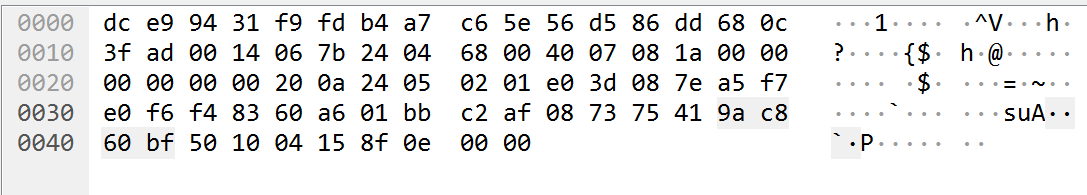 0000 dc e9 94 31 f9 fd b4 a7 c6 5e 56 d5 86 dd 68 0c ···1···· ·^V···h·
0010 3f ad 00 14 06 7b 24 04 68 00 40 07 08 1a 00 00 ?····{$· h·@·····
0020 00 00 00 00 20 0a 24 05 02 01 e0 3d 08 7e a5 f7 ···· ·$· ···=·~··
0030 e0 f6 f4 83 60 a6 01 bb c2 af 08 73 75 41 9a c8 ····`··· ···suA··
0040 60 bf 50 10 04 15 8f 0e 00 00 `·P····· ··